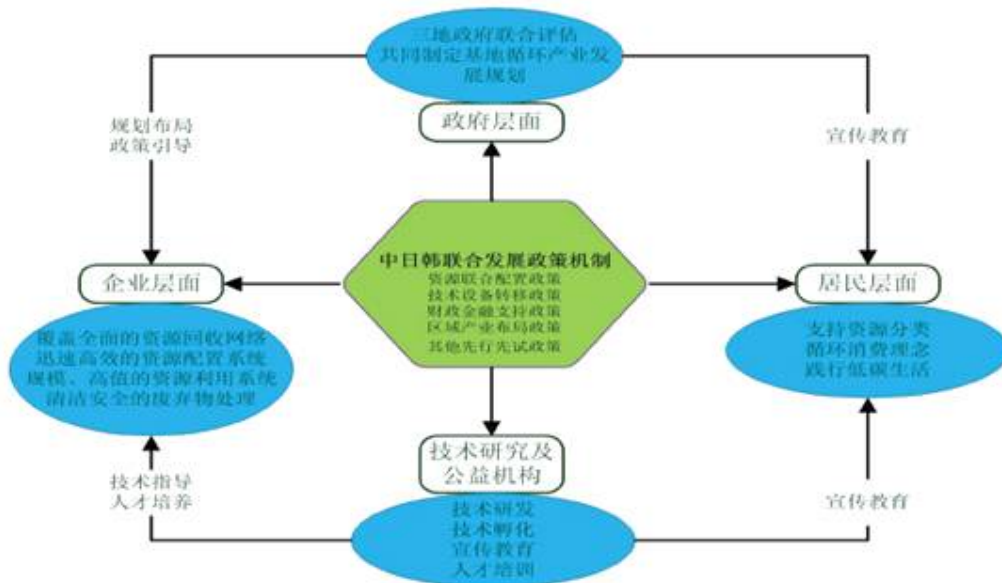 三地政府联合评估
共同制定基地循环产业发
展规划
政府层面
规划布局
政策引导
宣传教育
中日韩联合发展政策机制
资源联合配置政策
技术设备转移政策
财政金融支持政策
区域产业布局政策
其他先行先试政策
企业层面
覆盖全面的资源回收网络
迅速高效的资源配置系统
规模、高值的资源利用系统
清洁安全的废弃物处理
居民层面
支持资源分类
循环消费理念
践行低碳生活
技术研究及
公益机构
技术研发
技术孵化
宣传教育
人才培训
技术指导
人才培养
宣传教育